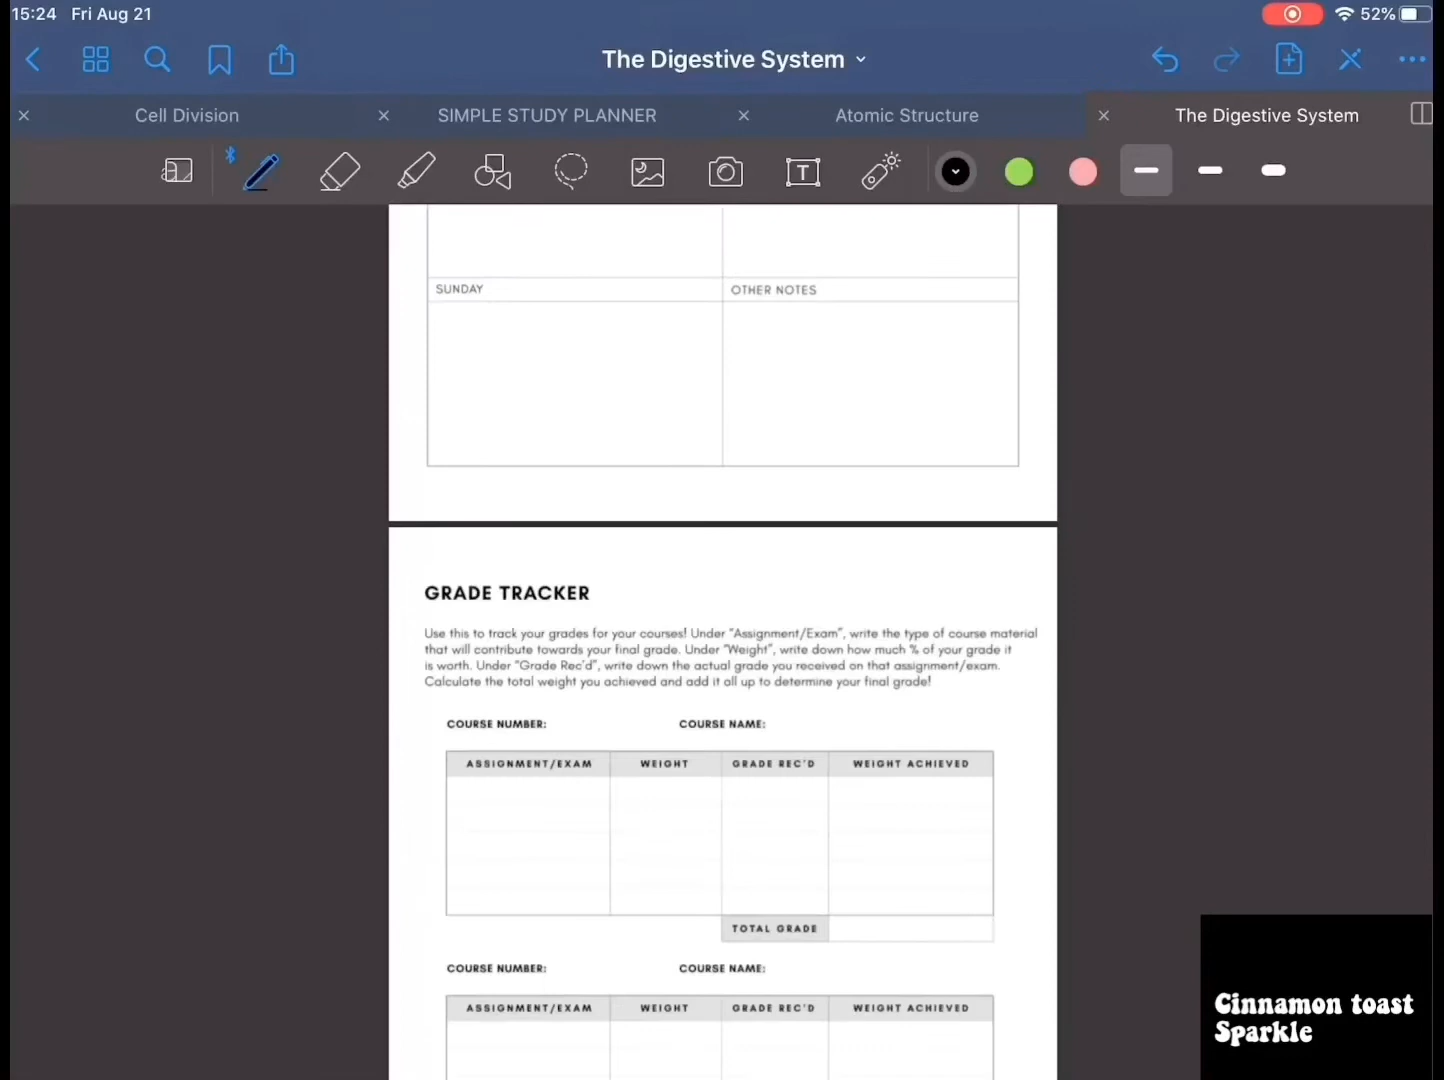 15:24 Fri Aug 21
52%
The Digestive System
Cell Division
SIMPLE STUDY PLANNER
Atomic Structure
The Digestive System
T
SUNDAY
OTHER NOTES
GRADE TRACKER
Use this to track your grades for your courses! Under "Assignment/Exam", write the type of course material
that will contribute towards your final grade. Under "Weight", write down how much % of your grade it
is worth. Under "Grade Rec'd", write down the actual grade you received on that assignment/exam.
Calculate the total weight you achieved and add it all up to determine your final grade!
COURSE NUMBER: COURSE NAME:
ASSIGNMENT/EXAM WEIGHT GRADE REC'D WEIGHT ACHIEVED
TOTAL GRADE
COURSE NUMBER: COURSE NAME:
ASSIGNMENT/EXAM WEIGHT GRADE REC'D WEIGHT ACHIEVED
Cinnamon toast
Sparkle